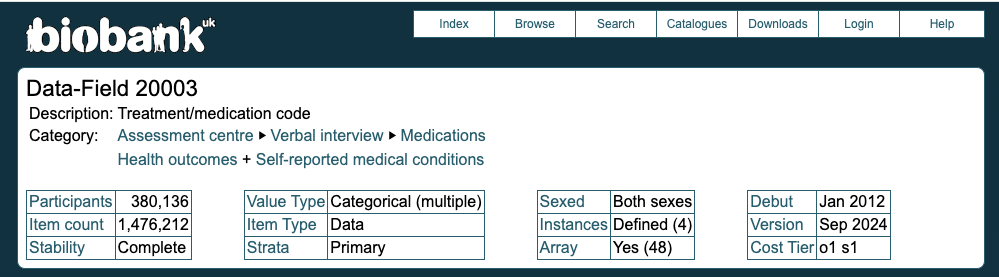 biobank uk
Index Browse Search Catalogues Downloads Login Help
Data-Field 20003
Description: Treatment/medication code
Category: Assessment centre ▶ Verbal interview ▶ Medications
Health outcomes + Self-reported medical conditions
Participants 380,136 Value Type Categorical (multiple) Sexed Both sexes Debut Jan 2012
Item count 1,476,212 Item Type Data Instances Defined (4) Version Sep 2024
Stability Complete Strata Primary Array Yes (48) Cost Tier o1 s1